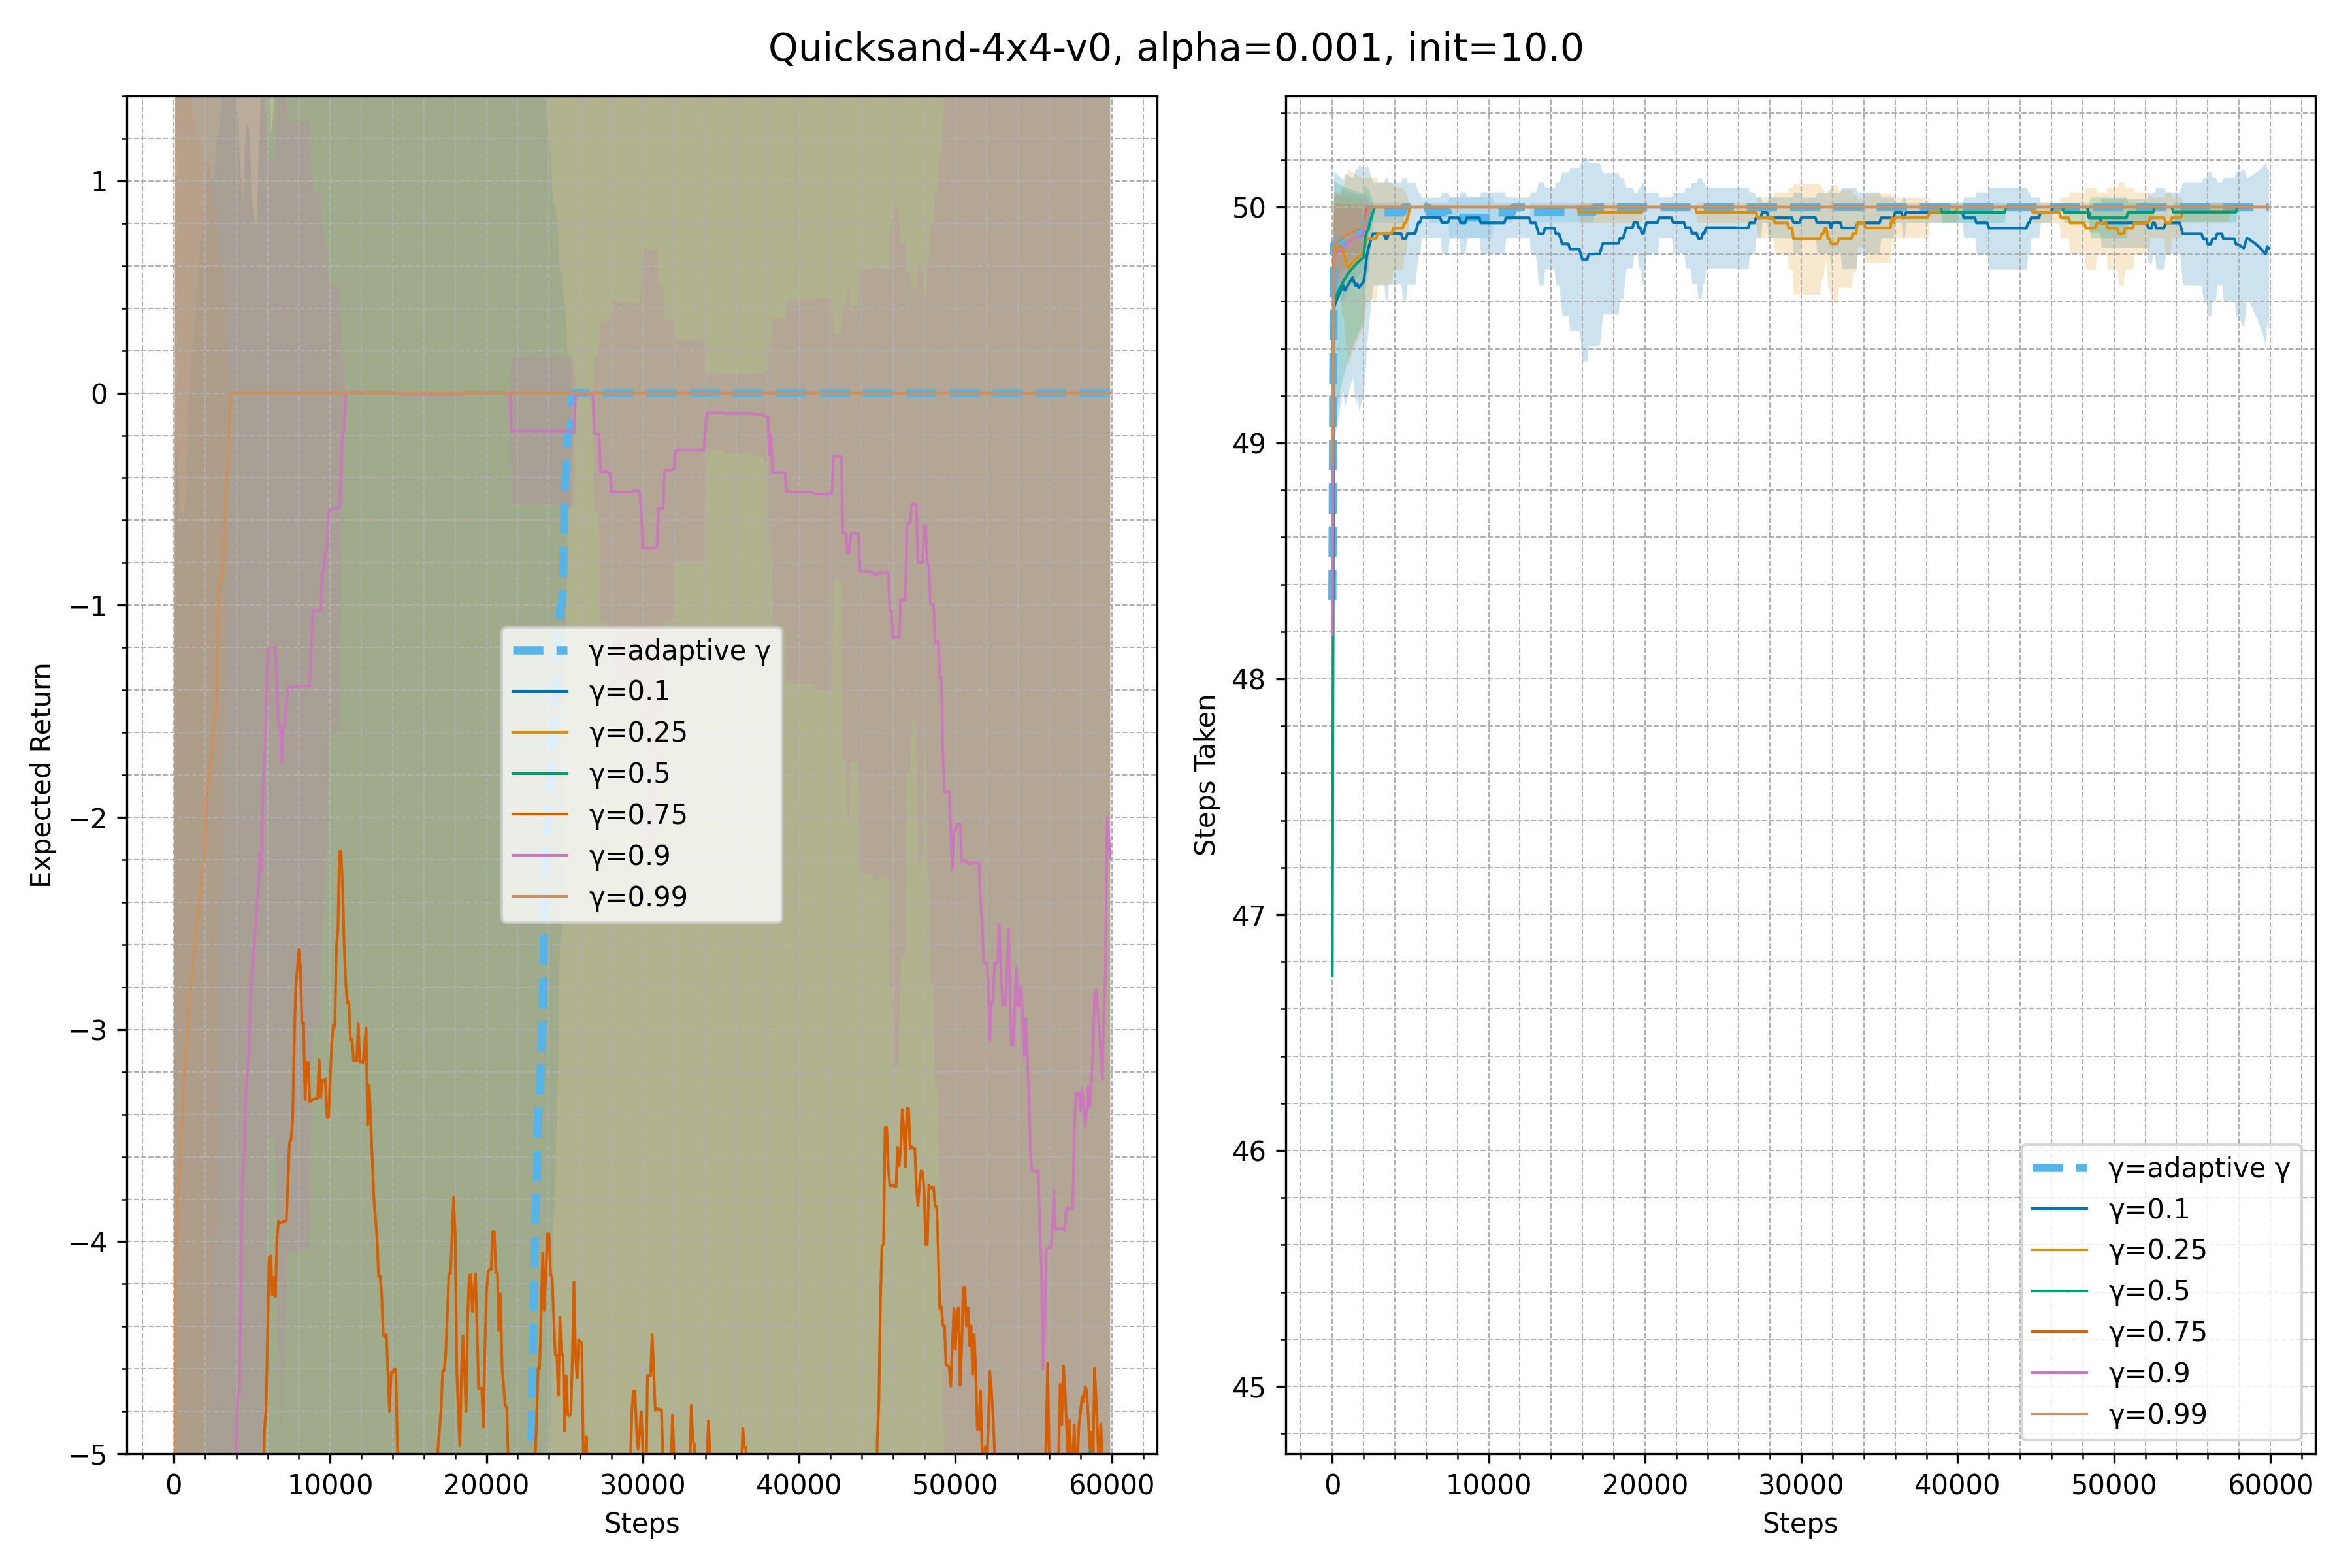 Quicksand-4x4-v0, alpha=0.001, init=10.0
Expected Return
1
0
−1
−2
−3
−4
−5
0
10000
20000
30000
40000
50000
60000
Steps
γ=adaptive γ
γ=0.1
γ=0.25
γ=0.5
γ=0.75
γ=0.9
γ=0.99
Steps Taken
50
49
48
47
46
45
0
10000
20000
30000
40000
50000
60000
Steps
γ=adaptive γ
γ=0.1
γ=0.25
γ=0.5
γ=0.75
γ=0.9
γ=0.99